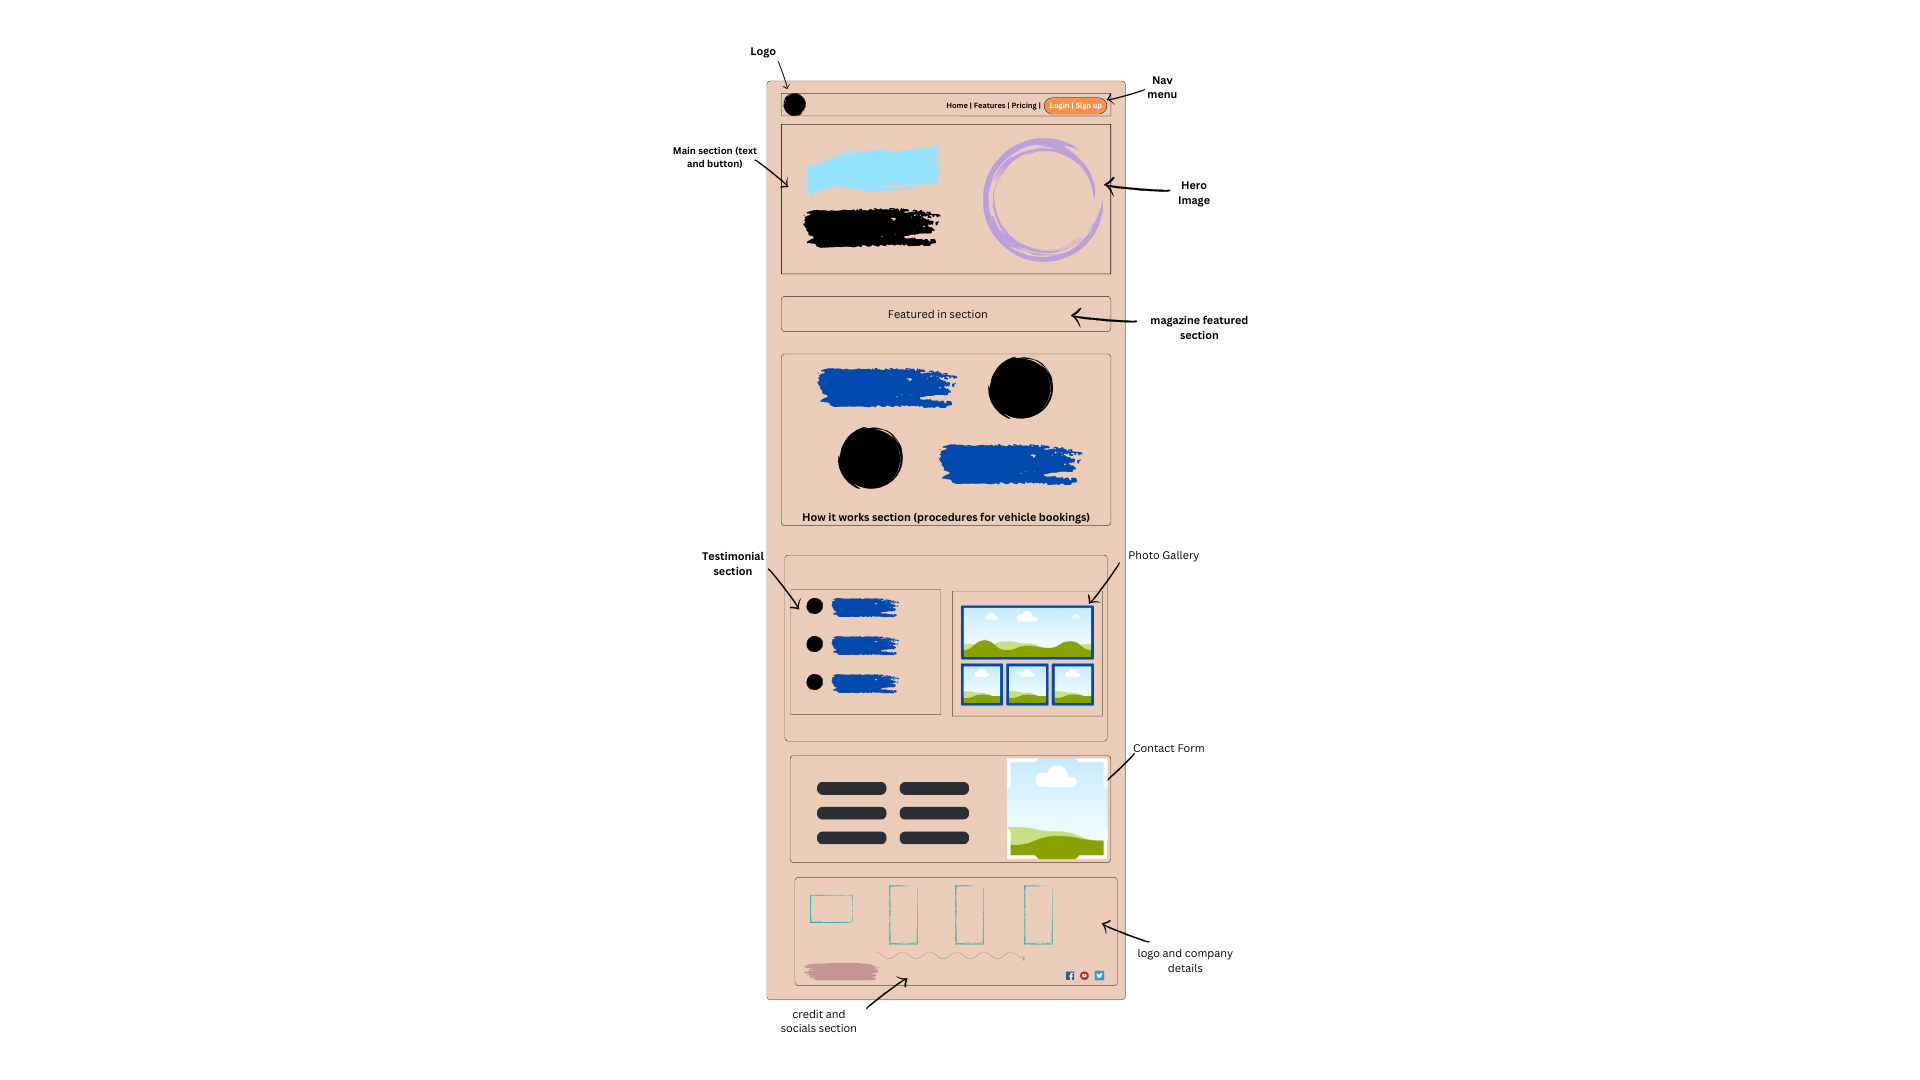 Logo
Nav
menu
Home | Features | Pricing |
Login | Sign up
Main section (text
and button)
Hero
Image
Featured in section
magazine featured
section
How it works section (procedures for vehicle bookings)
Testimonial
section
Photo Gallery
Contact Form
logo and company
details
credit and
socials section